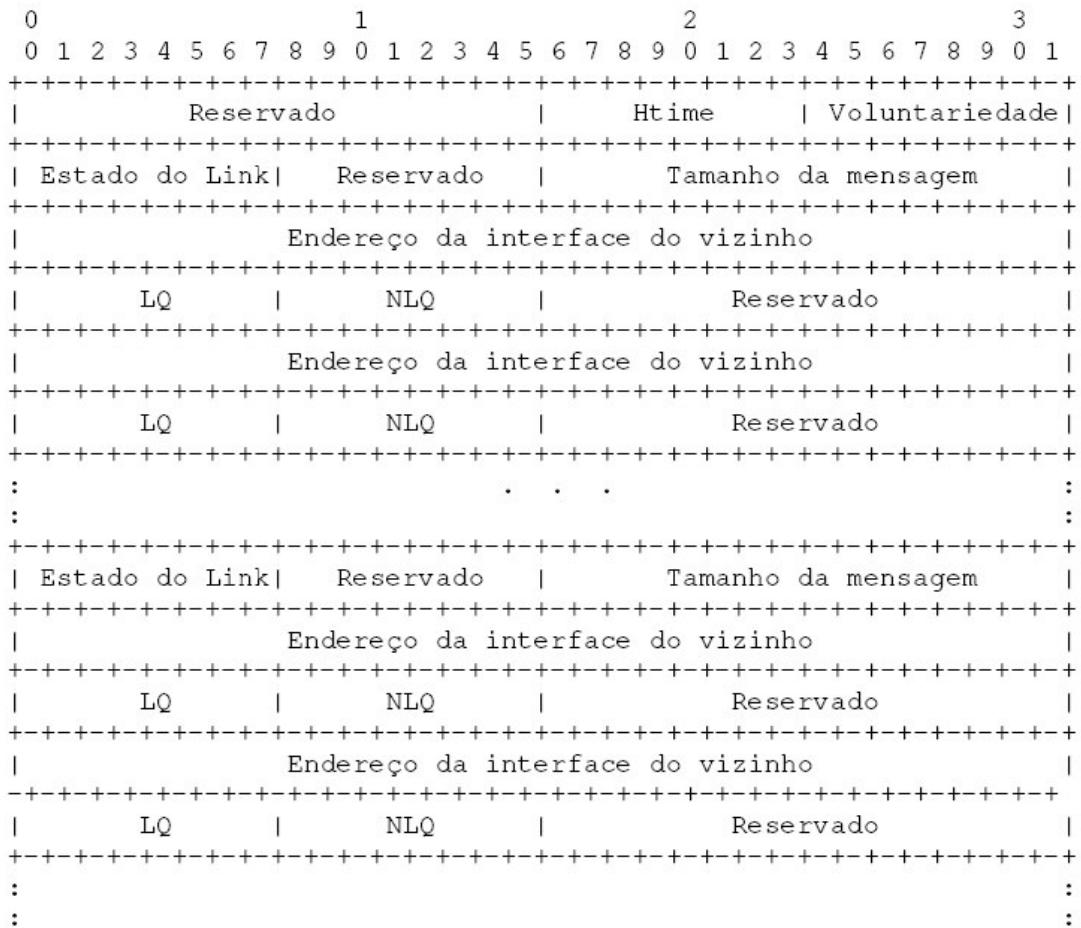 0                   1                   2                   3
 0 1 2 3 4 5 6 7 8 9 0 1 2 3 4 5 6 7 8 9 0 1 2 3 4 5 6 7 8 9 0 1
+-+-+-+-+-+-+-+-+-+-+-+-+-+-+-+-+-+-+-+-+-+-+-+-+-+-+-+-+-+-+-+-+
|          Reservado            |     Htime     | Voluntariedade|
+-+-+-+-+-+-+-+-+-+-+-+-+-+-+-+-+-+-+-+-+-+-+-+-+-+-+-+-+-+-+-+-+
| Estado do Link|   Reservado   |       Tamanho da mensagem     |
+-+-+-+-+-+-+-+-+-+-+-+-+-+-+-+-+-+-+-+-+-+-+-+-+-+-+-+-+-+-+-+-+
|                Endereço da interface do vizinho               |
+-+-+-+-+-+-+-+-+-+-+-+-+-+-+-+-+-+-+-+-+-+-+-+-+-+-+-+-+-+-+-+-+
|       LQ      |      NLQ      |           Reservado           |
+-+-+-+-+-+-+-+-+-+-+-+-+-+-+-+-+-+-+-+-+-+-+-+-+-+-+-+-+-+-+-+-+
|                Endereço da interface do vizinho               |
+-+-+-+-+-+-+-+-+-+-+-+-+-+-+-+-+-+-+-+-+-+-+-+-+-+-+-+-+-+-+-+-+
|       LQ      |      NLQ      |           Reservado           |
+-+-+-+-+-+-+-+-+-+-+-+-+-+-+-+-+-+-+-+-+-+-+-+-+-+-+-+-+-+-+-+-+
:                             .  .  .                           :
:                                                               :
+-+-+-+-+-+-+-+-+-+-+-+-+-+-+-+-+-+-+-+-+-+-+-+-+-+-+-+-+-+-+-+-+
| Estado do Link|   Reservado   |       Tamanho da mensagem     |
+-+-+-+-+-+-+-+-+-+-+-+-+-+-+-+-+-+-+-+-+-+-+-+-+-+-+-+-+-+-+-+-+
|                Endereço da interface do vizinho               |
+-+-+-+-+-+-+-+-+-+-+-+-+-+-+-+-+-+-+-+-+-+-+-+-+-+-+-+-+-+-+-+-+
|       LQ      |      NLQ      |           Reservado           |
+-+-+-+-+-+-+-+-+-+-+-+-+-+-+-+-+-+-+-+-+-+-+-+-+-+-+-+-+-+-+-+-+
|                Endereço da interface do vizinho               |
-+-+-+-+-+-+-+-+-+-+-+-+-+-+-+-+-+-+-+-+-+-+-+-+-+-+-+-+-+-+-+-+
|       LQ      |      NLQ      |           Reservado           |
+-+-+-+-+-+-+-+-+-+-+-+-+-+-+-+-+-+-+-+-+-+-+-+-+-+-+-+-+-+-+-+-+
:                                                               :
:                                                               :